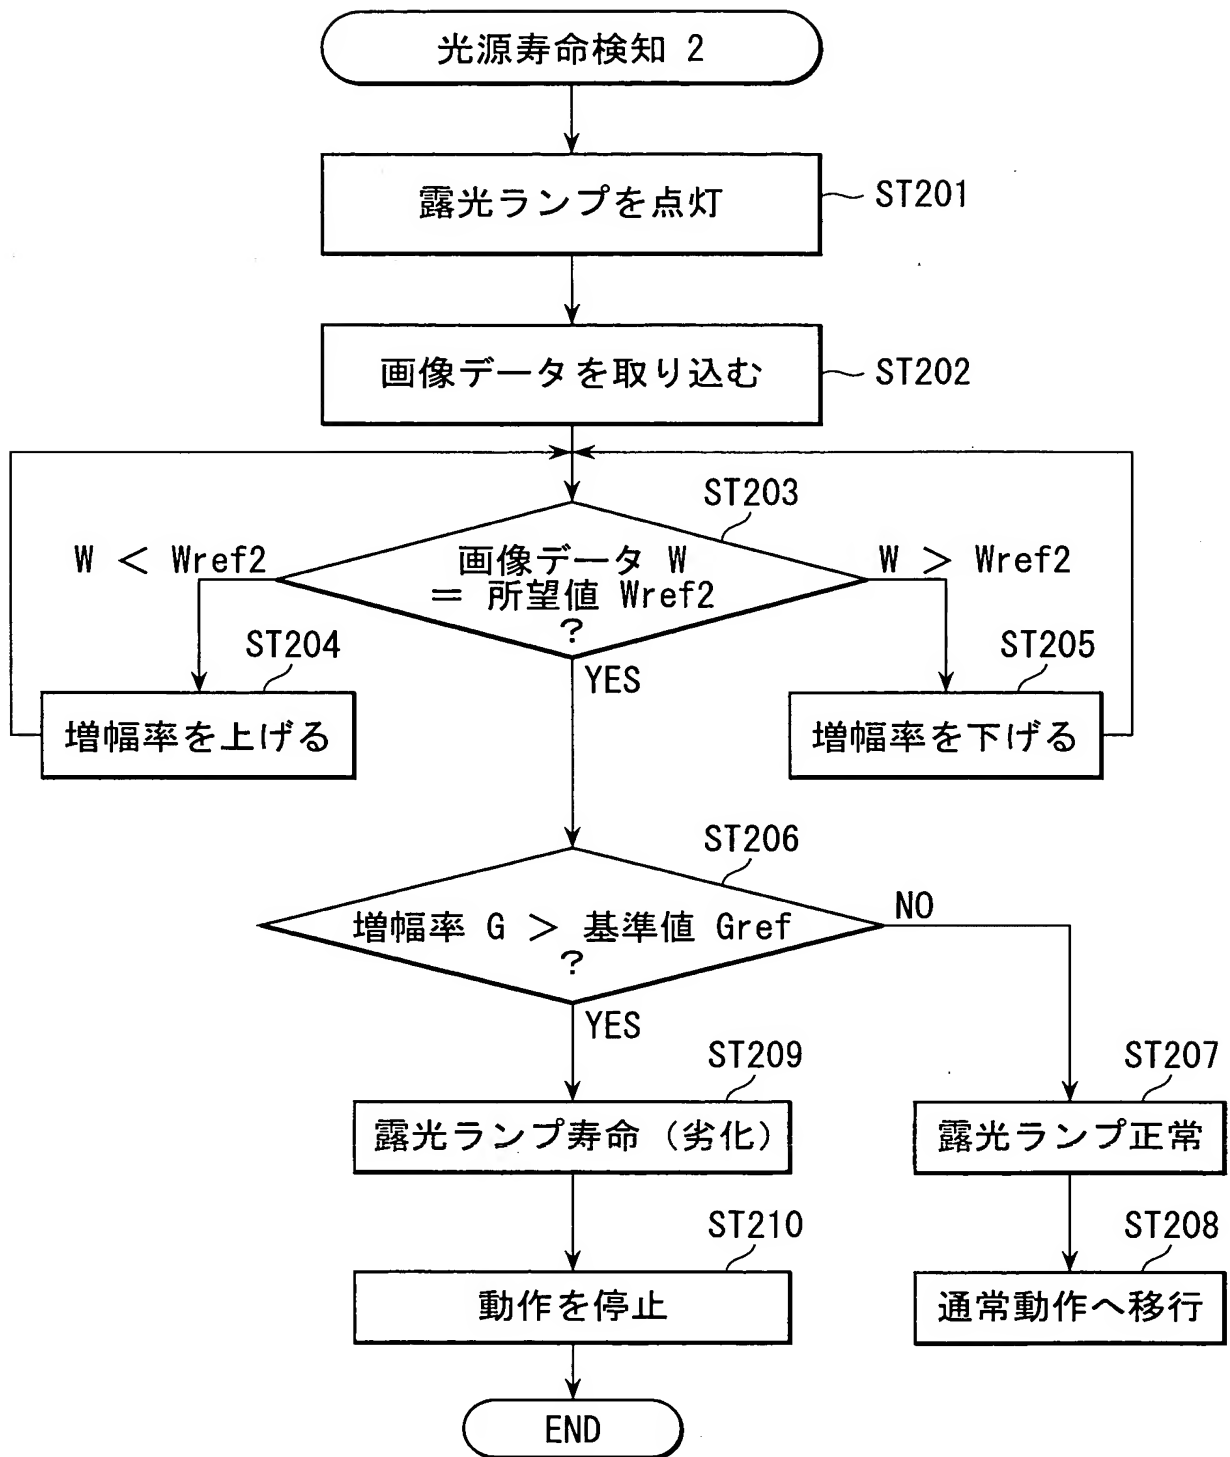 光源寿命検知 2
露光ランプを点灯
ST201
画像データを取り込む
ST202
ST203
W < Wref2
画像データ W
= 所望値 Wref2
?
W > Wref2
YES
ST204
増幅率を上げる
ST205
増幅率を下げる
ST206
増幅率 G > 基準値 Gref
?
NO
YES
ST209
露光ランプ寿命 (劣化)
ST207
露光ランプ正常
ST210
動作を停止
ST208
通常動作へ移行
END